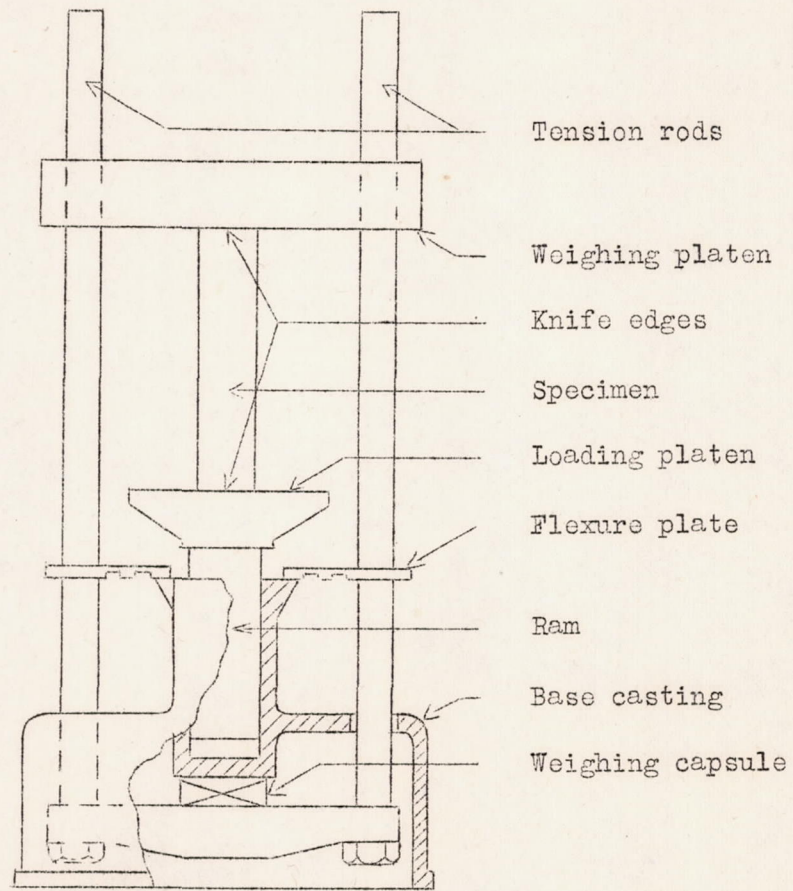 Tension rods
Weighing platen
Knife edges
Specimen
Loading platen
Flexure plate
Ram
Base casting
Weighing capsule